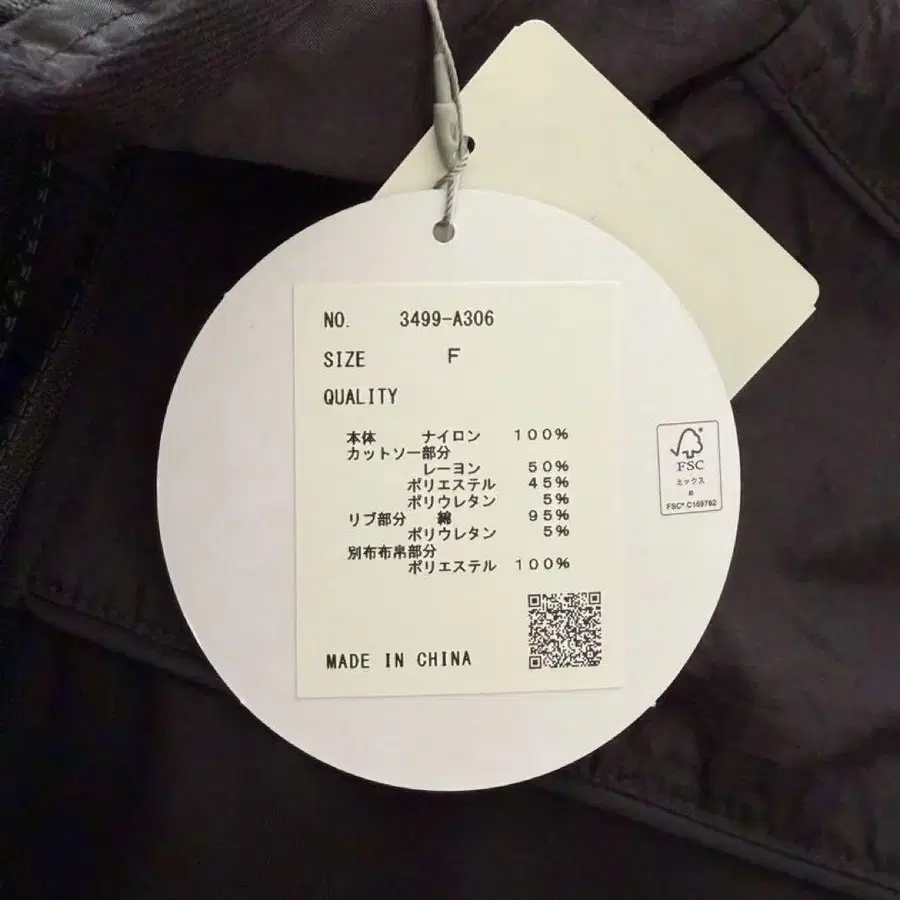 NO. 3499-A306
SIZE F
QUALITY
本体 ナイロン 100%
カットソー部分
レーヨン 50%
ポリエステル 45%
ポリウレタン 5%
リブ部分 綿 95%
ポリウレタン 5%
別布布帛部分
ポリエステル 100%
MADE IN CHINA
FSC
ミックス
紙
FSC® C169782